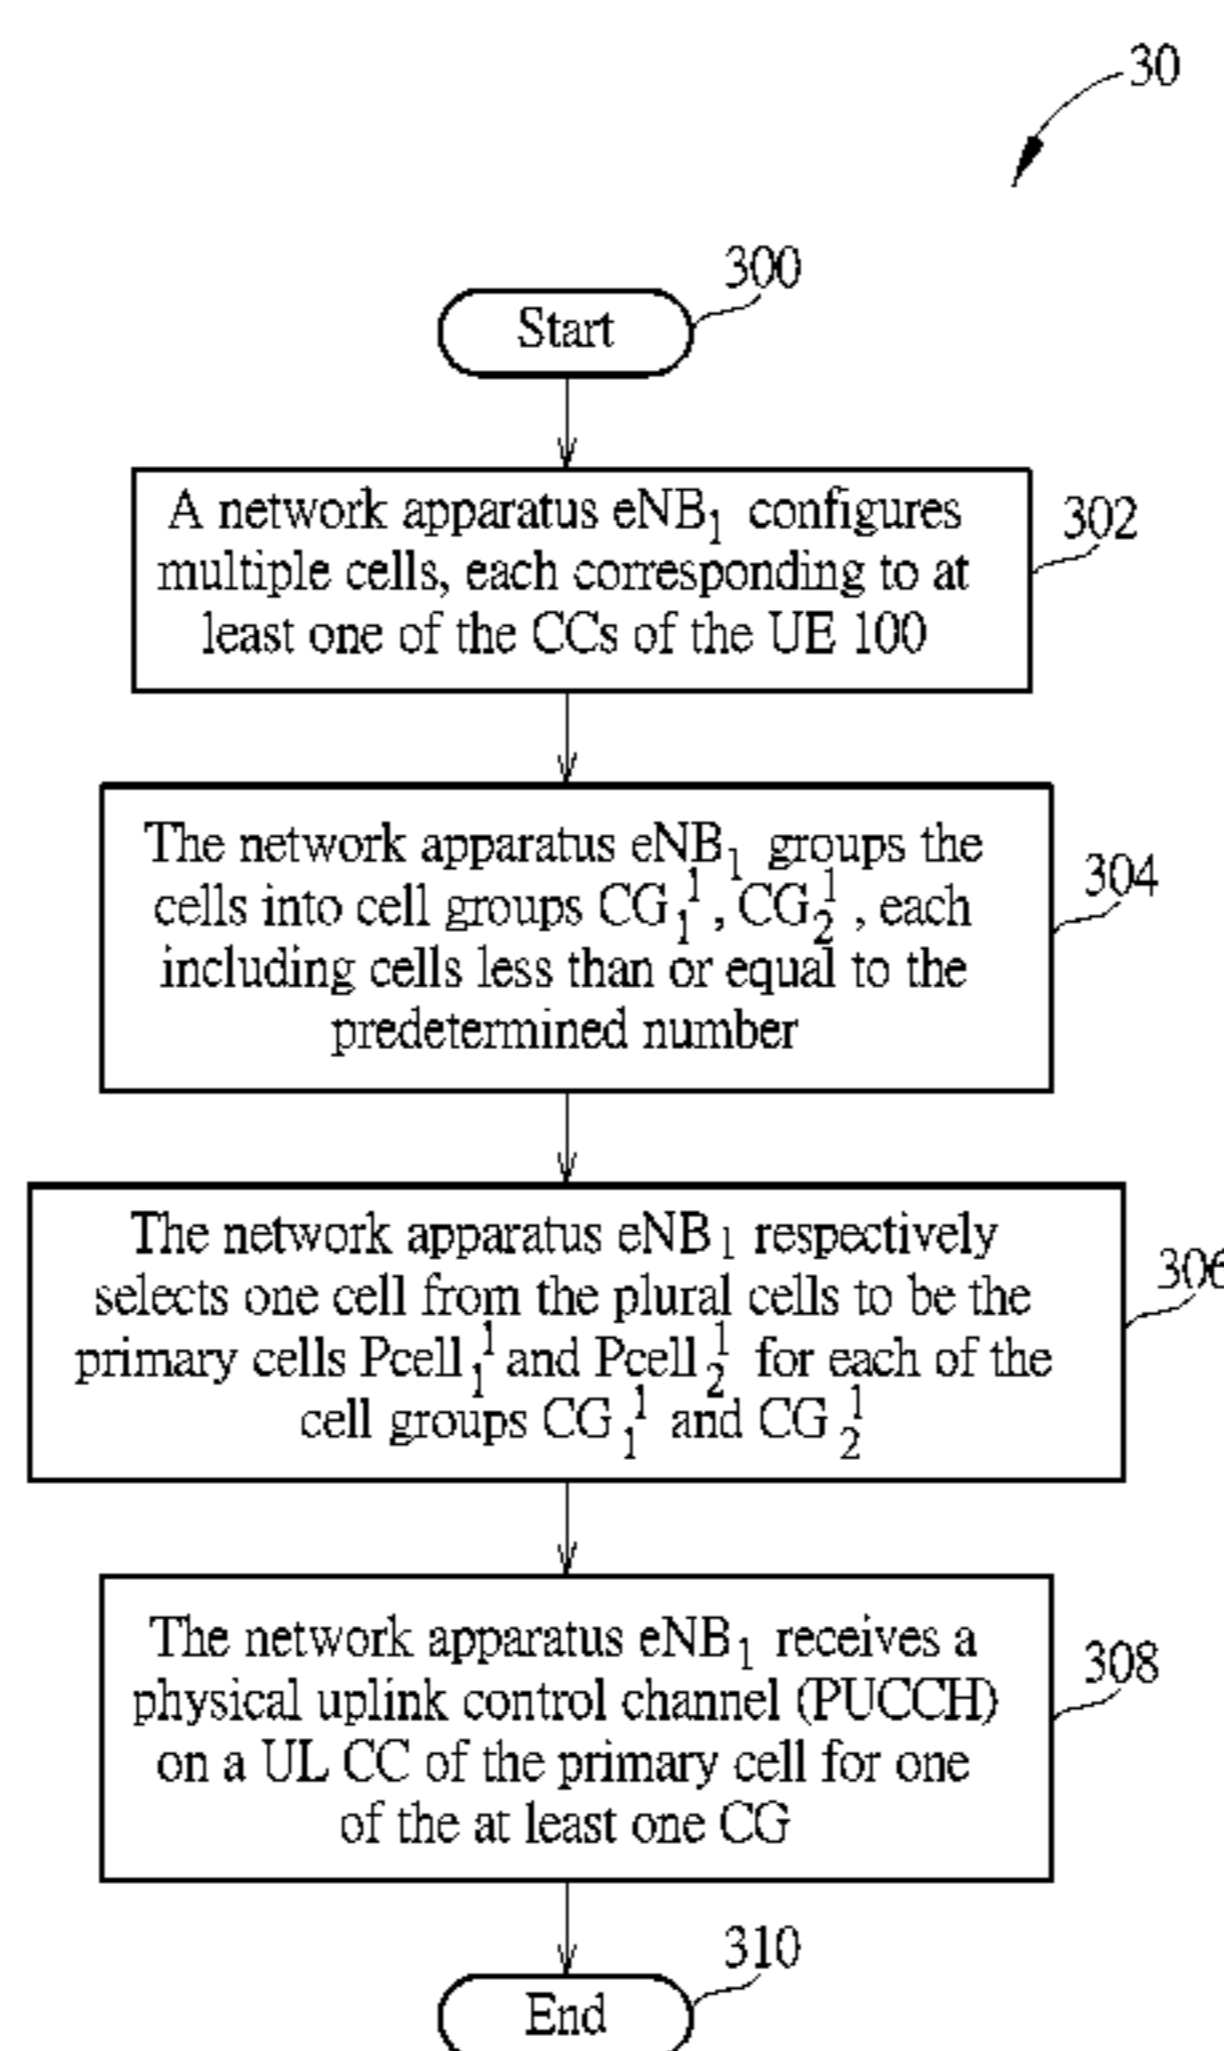 30
300
Start
302
A network apparatus eNB₁ configures
multiple cells, each corresponding to at
least one of the CCs of the UE 100
304
The network apparatus eNB₁ groups the
cells into cell groups CG₁¹, CG₂¹, each
including cells less than or equal to the
predetermined number
306
The network apparatus eNB₁ respectively
selects one cell from the plural cells to be the
primary cells Pcell₁¹ and Pcell₂¹ for each of the
cell groups CG₁¹ and CG₂¹
308
The network apparatus eNB₁ receives a
physical uplink control channel (PUCCH)
on a UL CC of the primary cell for one
of the at least one CG
310
End